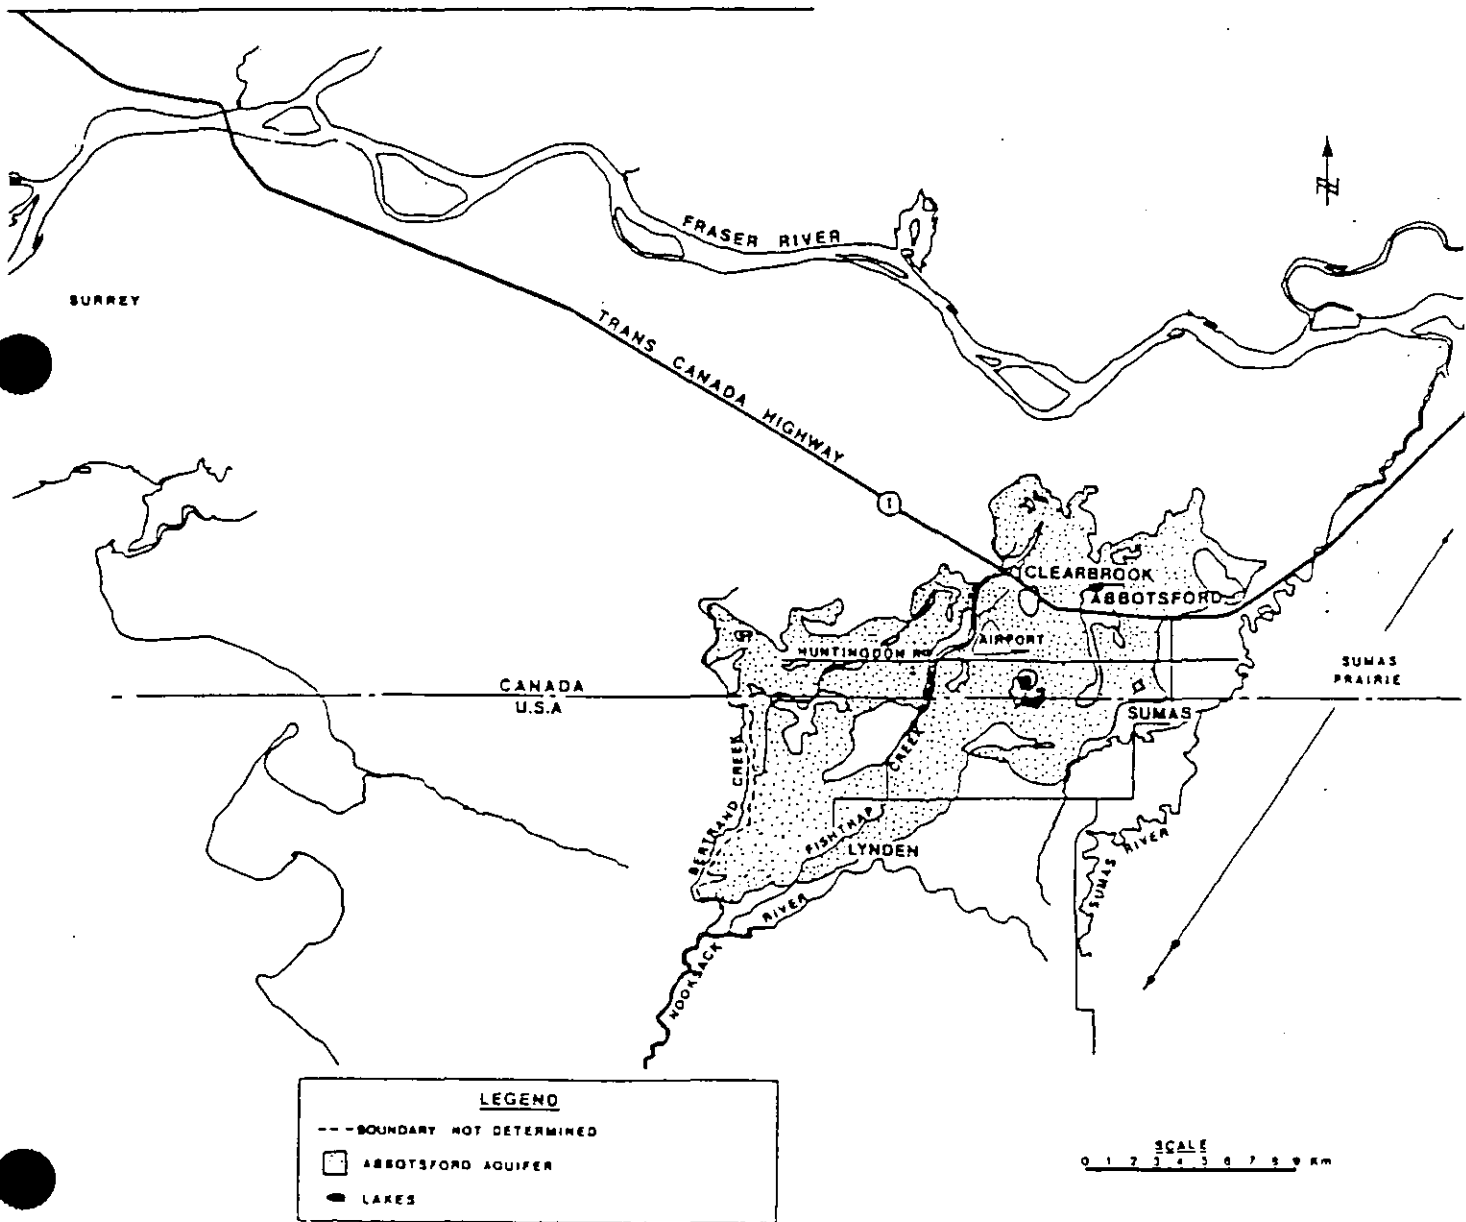 N
FRASER RIVER
SURREY
TRANS CANADA HIGHWAY
1
CLEARBROOK
ABBOTSFORD
AIRPORT
HUNTINGDON RD
SUMAS
PRAIRIE
CANADA
U.S.A
SUMAS
BERTRAND CREEK
FISHTRAP CREEK
LYNDEN
SUMAS RIVER
NOOKSACK RIVER
LEGEND
--- BOUNDARY NOT DETERMINED
ABBOTSFORD AQUIFER
LAKES
SCALE
0 1 2 3 4 5 6 7 8 9 Km